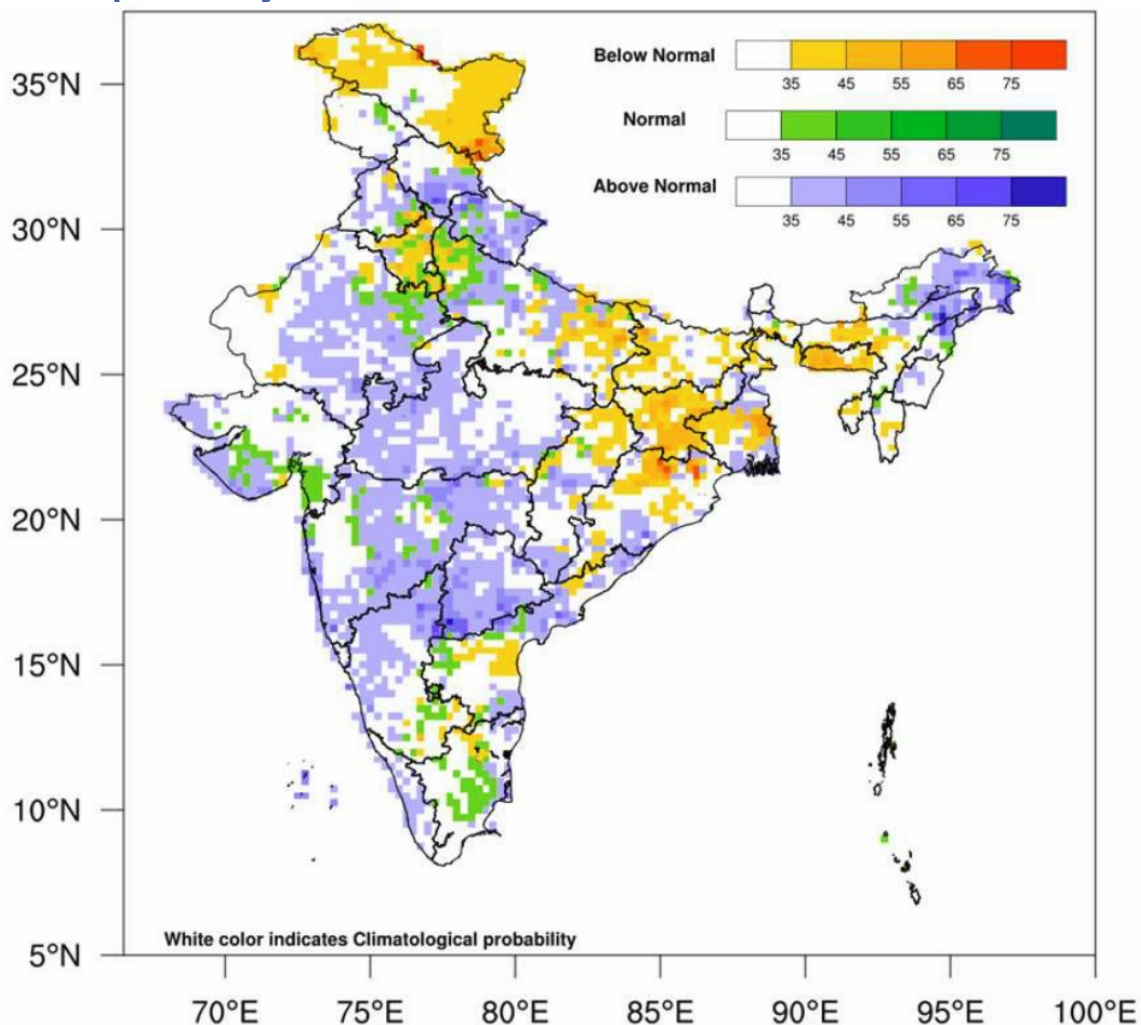 Below Normal
35 45 55 65 75
Normal
35 45 55 65 75
Above Normal
35 45 55 65 75
35°N
30°N
25°N
20°N
15°N
10°N
5°N
White color indicates Climatological probability
70°E 75°E 80°E 85°E 90°E 95°E 100°E